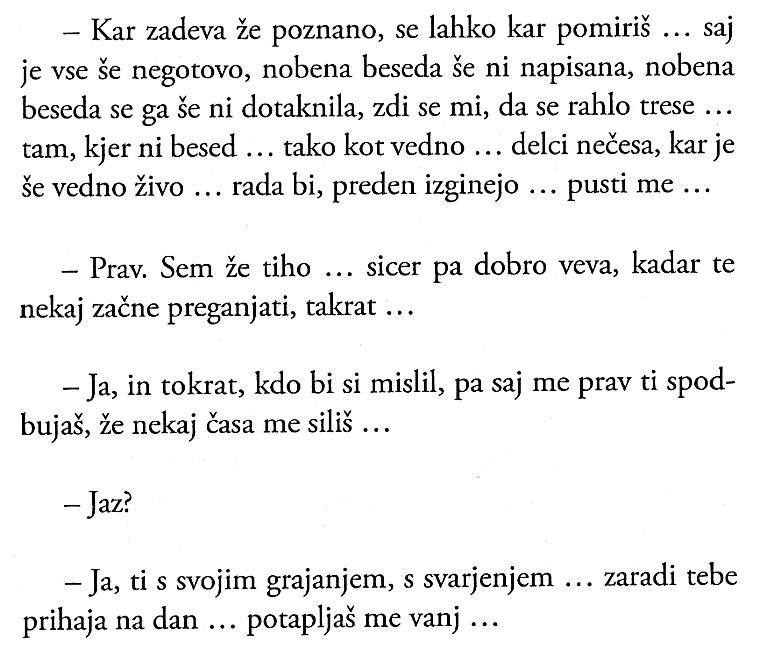 – Kar zadeva že poznano, se lahko kar pomiriš … saj
je vse še negotovo, nobena beseda še ni napisana, nobena
beseda se ga še ni dotaknila, zdi se mi, da se rahlo trese …
tam, kjer ni besed … tako kot vedno … delci nečesa, kar je
še vedno živo … rada bi, preden izginejo … pusti me …
– Prav. Sem že tiho … sicer pa dobro veva, kadar te
nekaj začne preganjati, takrat …
– Ja, in tokrat, kdo bi si mislil, pa saj me prav ti spod-
bujaš, že nekaj časa me siliš …
– Jaz?
– Ja, ti s svojim grajanjem, s svarjenjem … zaradi tebe
prihaja na dan … potapljaš me vanj …